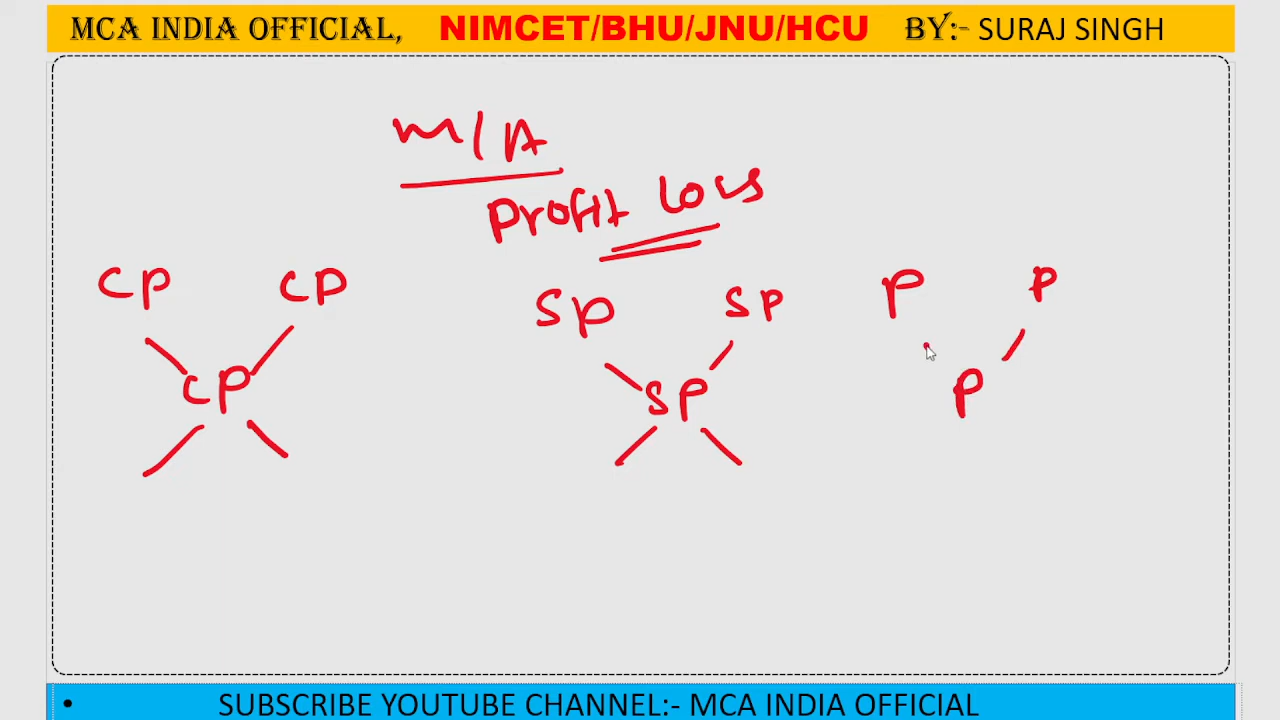 MCA INDIA OFFICIAL, NIMCET/BHU/JNU/HCU BY:- SURAJ SINGH
M/A
Profit Loss
CP CP SP SP P P
CP SP P
• SUBSCRIBE YOUTUBE CHANNEL:- MCA INDIA OFFICIAL